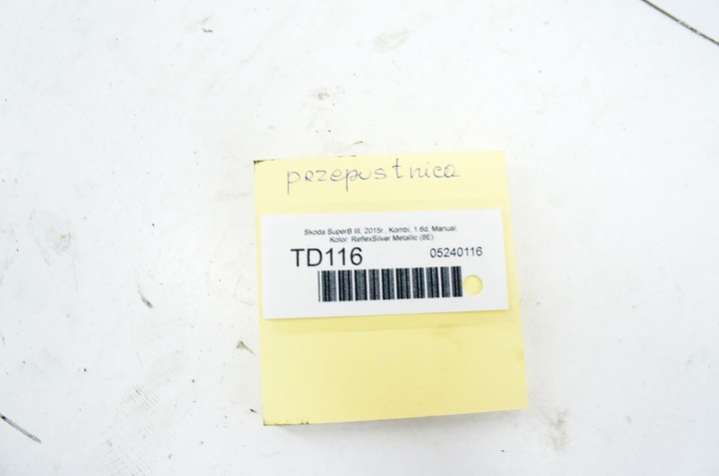 przepustnica
Skoda SuperB III, 2015r., Kombi, 1.6d, Manual,
Kolor: ReflexSilver Metallic (8E)
TD116
05240116